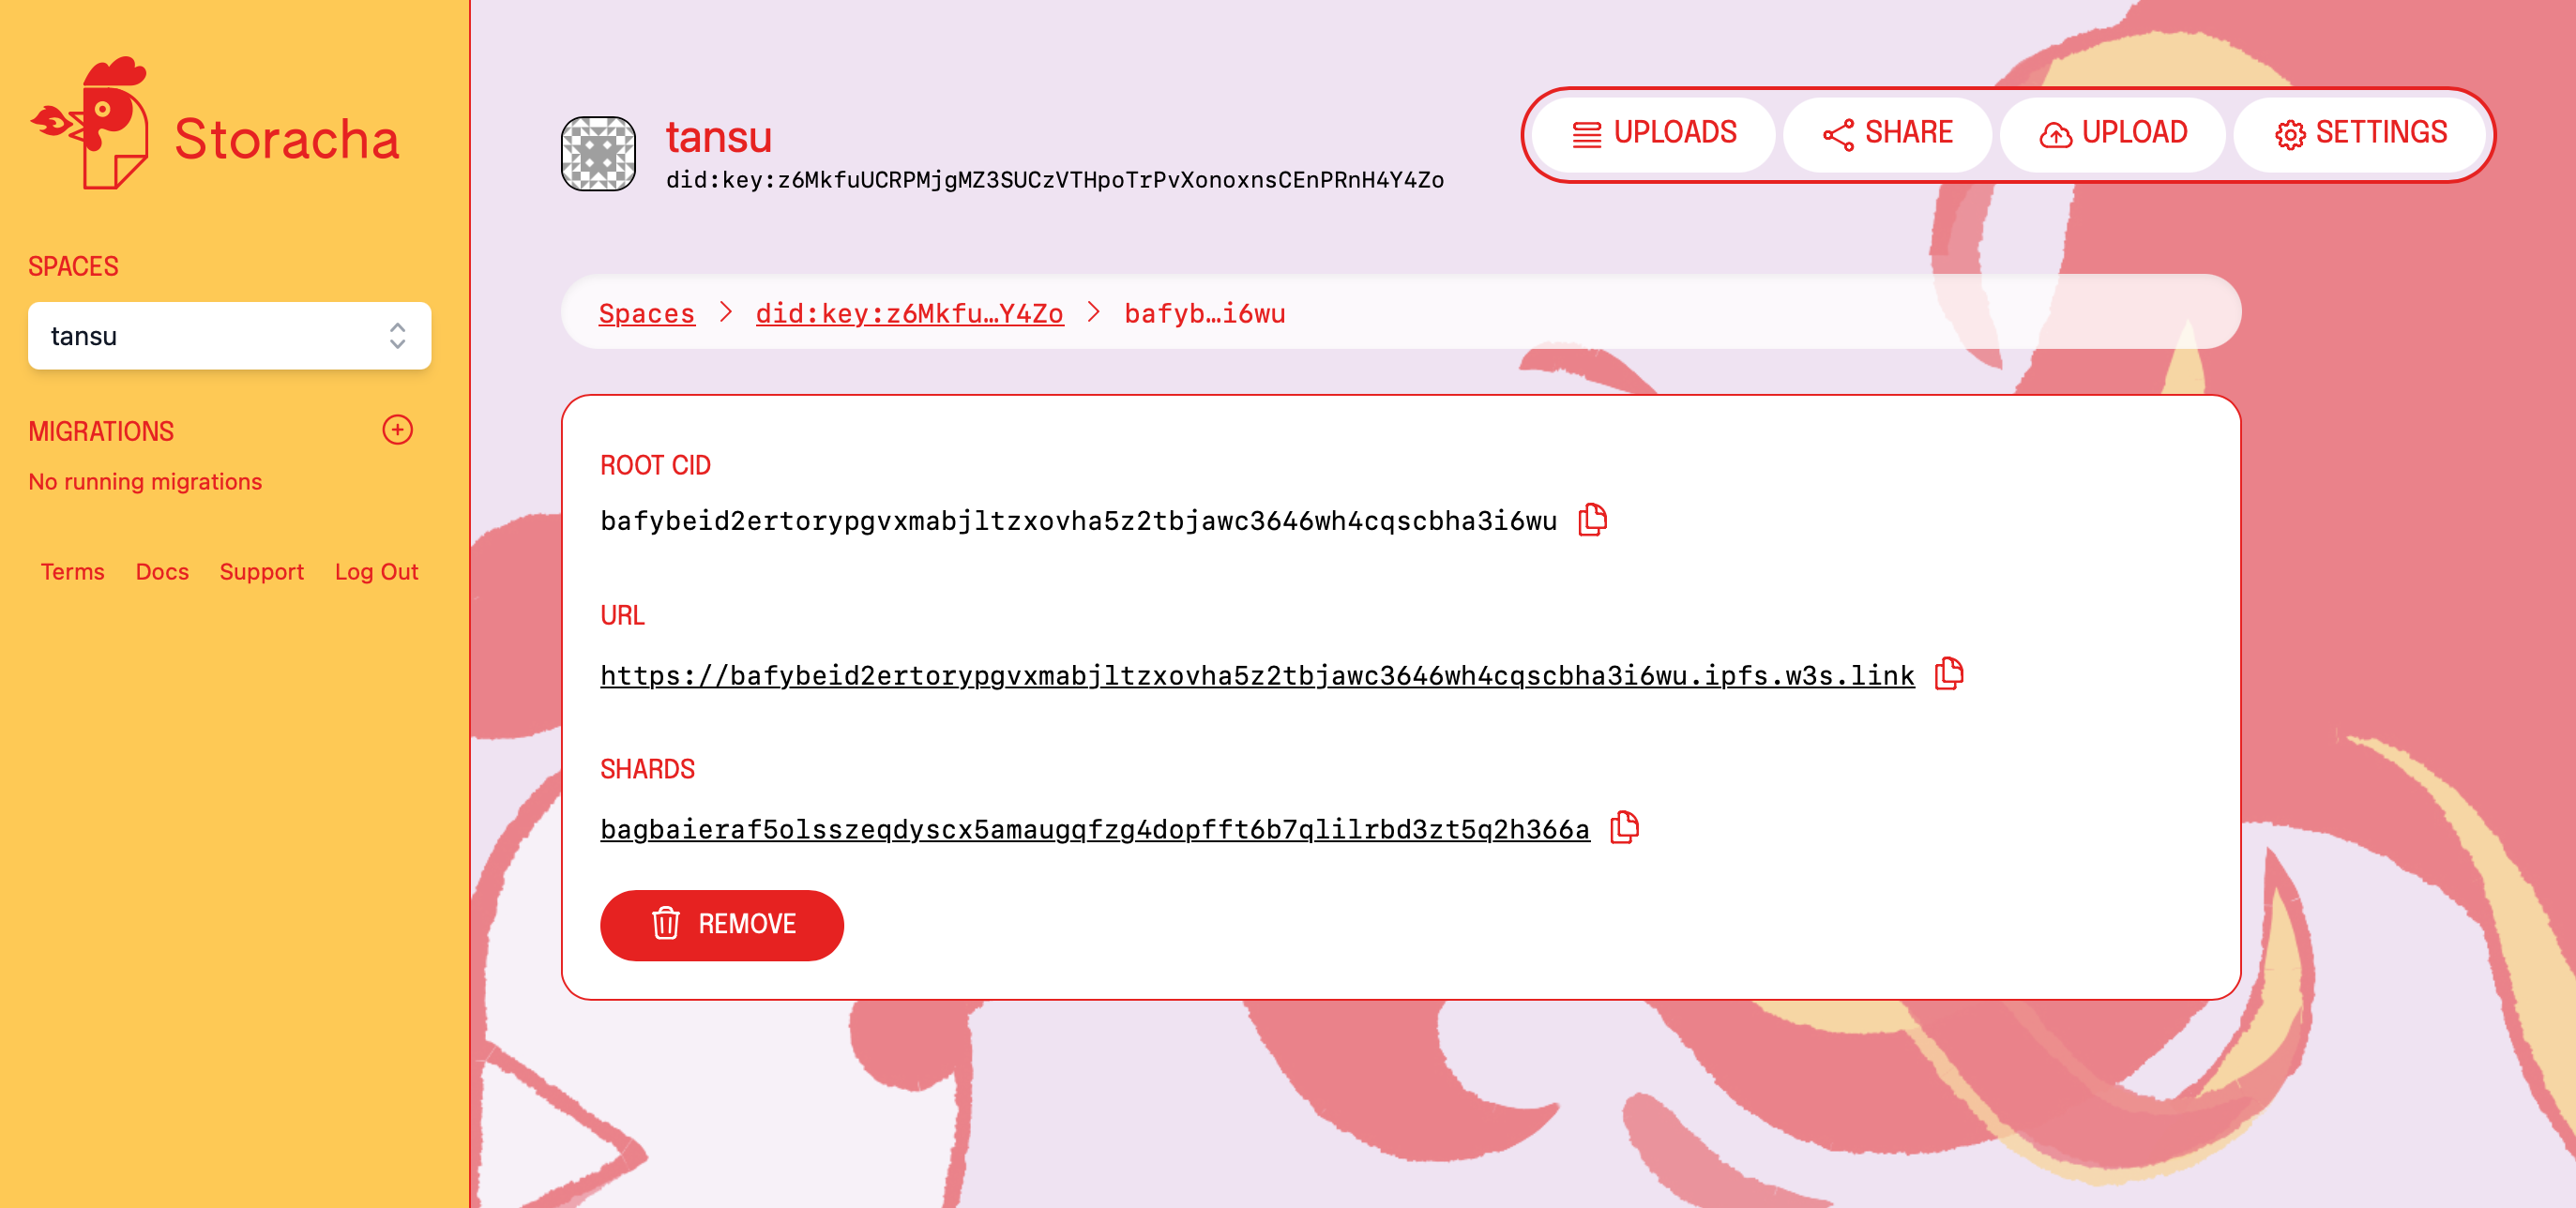 Storacha
SPACES
tansu
MIGRATIONS
No running migrations
Terms Docs Support Log Out
tansu
did:key:z6MkfuUCRPMjgMZ3SUCzVTHpoTrPvXonoxnsCEnPRnH4Y4Zo
UPLOADS SHARE UPLOAD SETTINGS
Spaces did:key:z6Mkfu…Y4Zo bafyb…i6wu
ROOT CID
bafybeid2ertorypgvxmabjltzxovha5z2tbjawc3646wh4cqscbha3i6wu
URL
https://bafybeid2ertorypgvxmabjltzxovha5z2tbjawc3646wh4cqscbha3i6wu.ipfs.w3s.link
SHARDS
bagbaieraf5olsszeqdyscx5amaugqfzg4dopfft6b7qlilrbd3zt5q2h366a
REMOVE